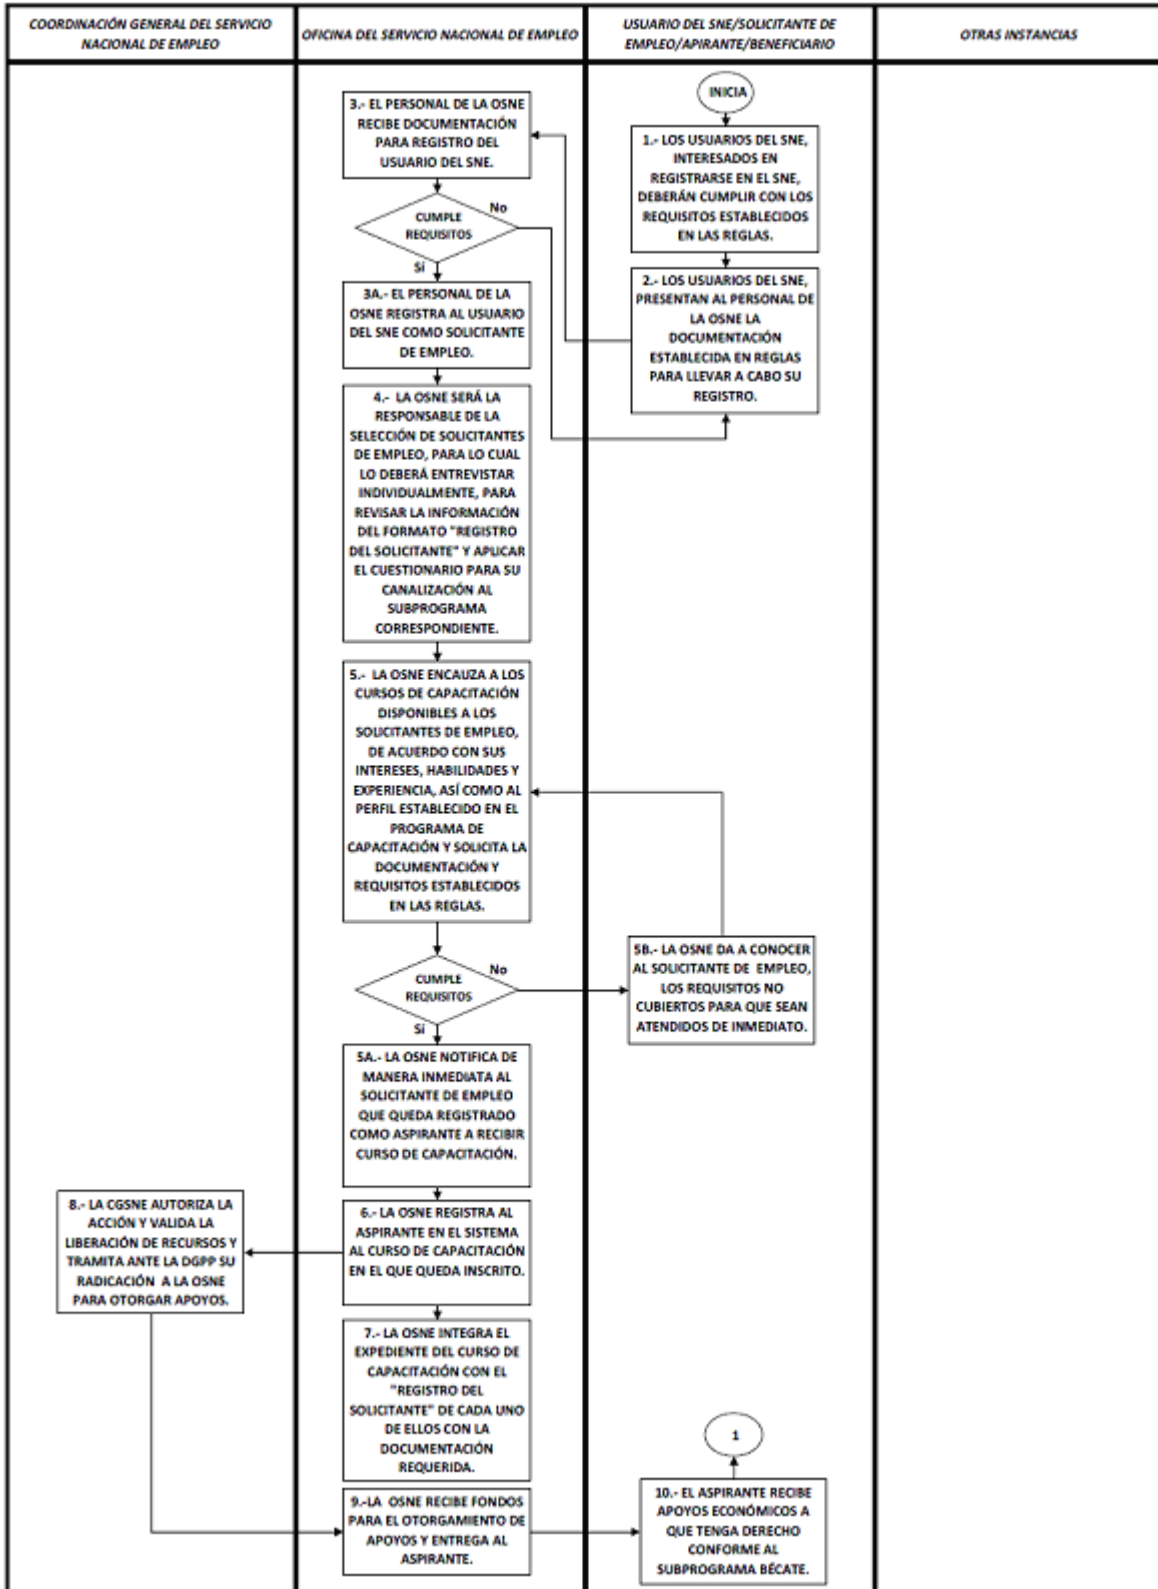 COORDINACIÓN GENERAL DEL SERVICIO
NACIONAL DE EMPLEO
OFICINA DEL SERVICIO NACIONAL DE EMPLEO
USUARIO DEL SNE/SOLICITANTE DE
EMPLEO/APIRANTE/BENEFICIARIO
OTRAS INSTANCIAS
INICIA
1.- LOS USUARIOS DEL SNE,
INTERESADOS EN
REGISTRARSE EN EL SNE,
DEBERÁN CUMPLIR CON LOS
REQUISITOS ESTABLECIDOS
EN LAS REGLAS.
2.- LOS USUARIOS DEL SNE,
PRESENTAN AL PERSONAL DE
LA OSNE LA
DOCUMENTACIÓN
ESTABLECIDA EN REGLAS
PARA LLEVAR A CABO SU
REGISTRO.
3.- EL PERSONAL DE LA OSNE
RECIBE DOCUMENTACIÓN
PARA REGISTRO DEL
USUARIO DEL SNE.
CUMPLE
REQUISITOS
No
Sí
3A.- EL PERSONAL DE LA
OSNE REGISTRA AL USUARIO
DEL SNE COMO SOLICITANTE
DE EMPLEO.
4.- LA OSNE SERÁ LA
RESPONSABLE DE LA
SELECCIÓN DE SOLICITANTES
DE EMPLEO, PARA LO CUAL
LO DEBERÁ ENTREVISTAR
INDIVIDUALMENTE, PARA
REVISAR LA INFORMACIÓN
DEL FORMATO "REGISTRO
DEL SOLICITANTE" Y APLICAR
EL CUESTIONARIO PARA SU
CANALIZACIÓN AL
SUBPROGRAMA
CORRESPONDIENTE.
5.- LA OSNE ENCAUZA A LOS
CURSOS DE CAPACITACIÓN
DISPONIBLES A LOS
SOLICITANTES DE EMPLEO,
DE ACUERDO CON SUS
INTERESES, HABILIDADES Y
EXPERIENCIA, ASÍ COMO AL
PERFIL ESTABLECIDO EN EL
PROGRAMA DE
CAPACITACIÓN Y SOLICITA LA
DOCUMENTACIÓN Y
REQUISITOS ESTABLECIDOS
EN LAS REGLAS.
CUMPLE
REQUISITOS
No
Sí
5B.- LA OSNE DA A CONOCER
AL SOLICITANTE DE EMPLEO,
LOS REQUISITOS NO
CUBIERTOS PARA QUE SEAN
ATENDIDOS DE INMEDIATO.
5A.- LA OSNE NOTIFICA DE
MANERA INMEDIATA AL
SOLICITANTE DE EMPLEO
QUE QUEDA REGISTRADO
COMO ASPIRANTE A RECIBIR
CURSO DE CAPACITACIÓN.
6.- LA OSNE REGISTRA AL
ASPIRANTE EN EL SISTEMA
AL CURSO DE CAPACITACIÓN
EN EL QUE QUEDA INSCRITO.
8.- LA CGSNE AUTORIZA LA
ACCIÓN Y VALIDA LA
LIBERACIÓN DE RECURSOS Y
TRAMITA ANTE LA DGPP SU
RADICACIÓN A LA OSNE
PARA OTORGAR APOYOS.
7.- LA OSNE INTEGRA EL
EXPEDIENTE DEL CURSO DE
CAPACITACIÓN CON EL
"REGISTRO DEL
SOLICITANTE" DE CADA UNO
DE ELLOS CON LA
DOCUMENTACIÓN
REQUERIDA.
9.-LA OSNE RECIBE FONDOS
PARA EL OTORGAMIENTO DE
APOYOS Y ENTREGA AL
ASPIRANTE.
1
10.- EL ASPIRANTE RECIBE
APOYOS ECONÓMICOS A
QUE TENGA DERECHO
CONFORME AL
SUBPROGRAMA BÉCATE.